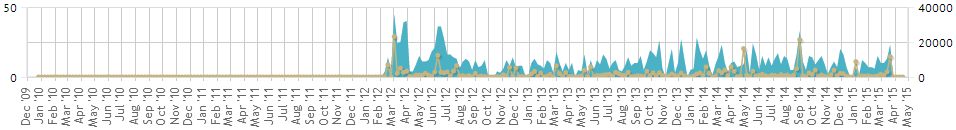 50
40000
20000
0
0
Dec '09
Jan '10
Feb '10
Mar '10
Apr '10
May '10
Jun '10
Jul '10
Aug '10
Sep '10
Oct '10
Nov '10
Dec '10
Jan '11
Feb '11
Mar '11
Apr '11
May '11
Jun '11
Jul '11
Aug '11
Sep '11
Oct '11
Nov '11
Dec '11
Jan '12
Feb '12
Mar '12
Apr '12
May '12
Jun '12
Jul '12
Aug '12
Sep '12
Oct '12
Nov '12
Dec '12
Jan '13
Feb '13
Mar '13
Apr '13
May '13
Jun '13
Jul '13
Aug '13
Sep '13
Oct '13
Nov '13
Dec '13
Jan '14
Feb '14
Mar '14
Apr '14
May '14
Jun '14
Jul '14
Aug '14
Sep '14
Oct '14
Nov '14
Dec '14
Jan '15
Feb '15
Mar '15
Apr '15
May '15